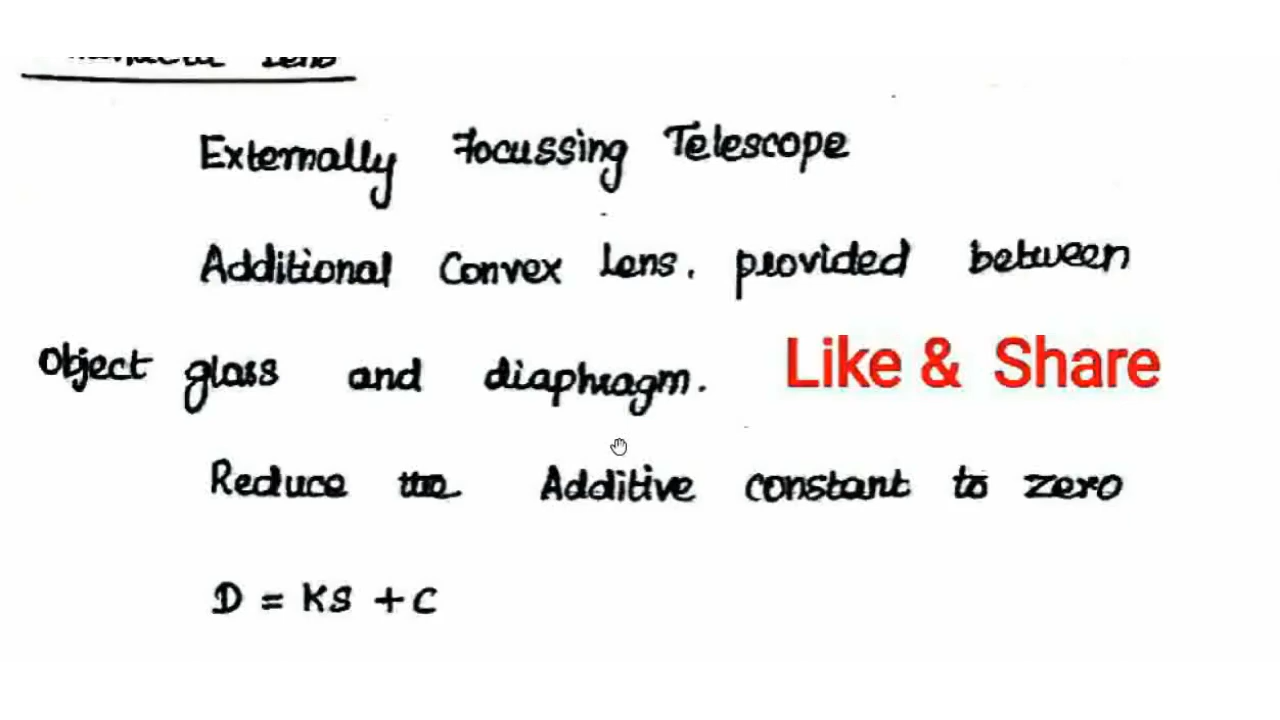 Lens
Externally Focussing Telescope
Additional Convex Lens. provided between
Object glass and diaphragm.
Like & Share
Reduce the Additive constant to zero
D = KS + C